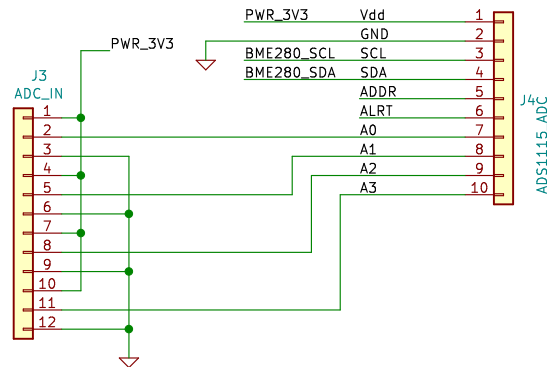 PWR_3V3 Vdd 1
GND 2
BME280_SCL SCL 3
BME280_SDA SDA 4
ADDR 5
ALRT 6
A0 7
A1 8
A2 9
A3 10
J4
ADS1115 ADC
PWR_3V3
J3
ADC_IN
1
2
3
4
5
6
7
8
9
10
11
12